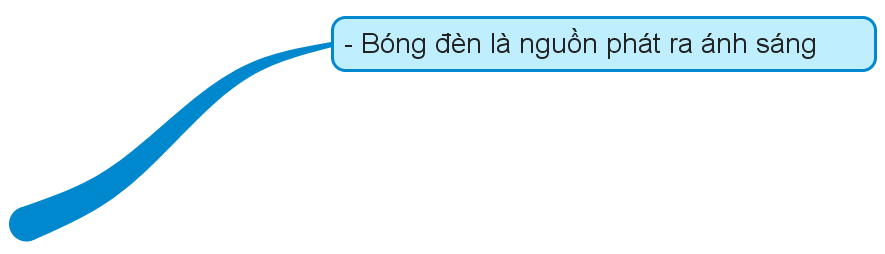 - Bóng đèn là nguồn phát ra ánh sáng